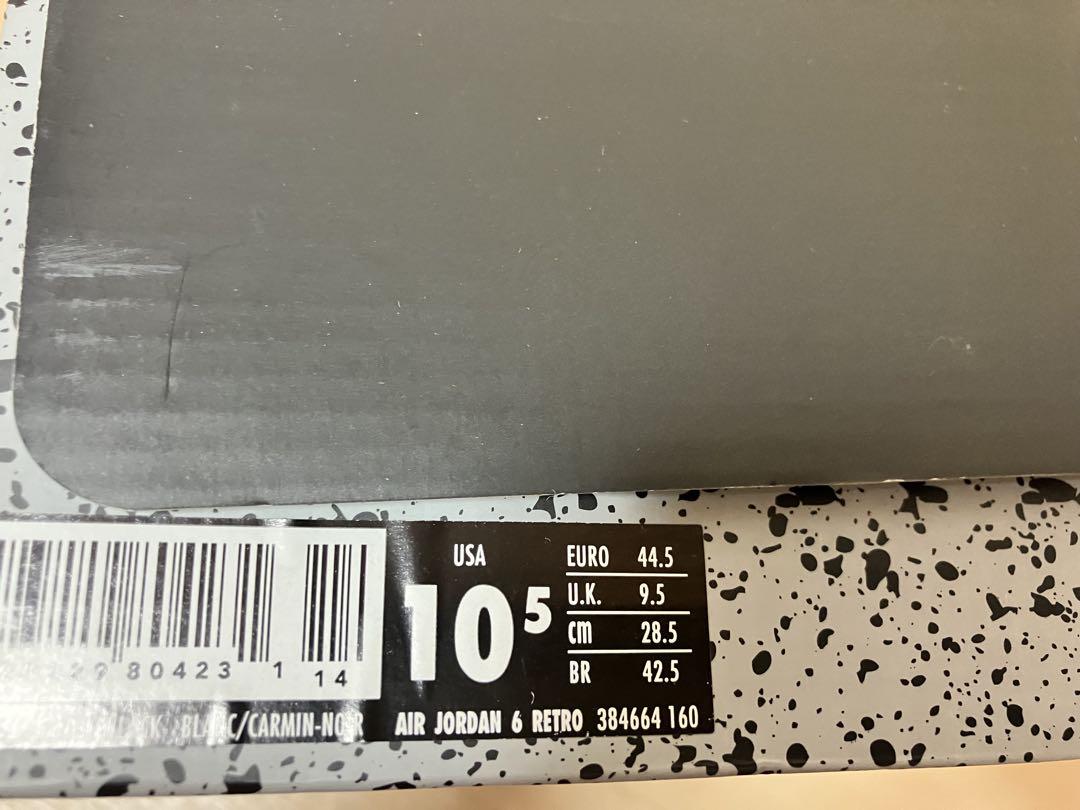 USA
10 5
EURO 44.5
U.K. 9.5
cm 28.5
BR 42.5
80423 1 14
BLANC/CARMIN-NOIR
AIR JORDAN 6 RETRO 384664 160